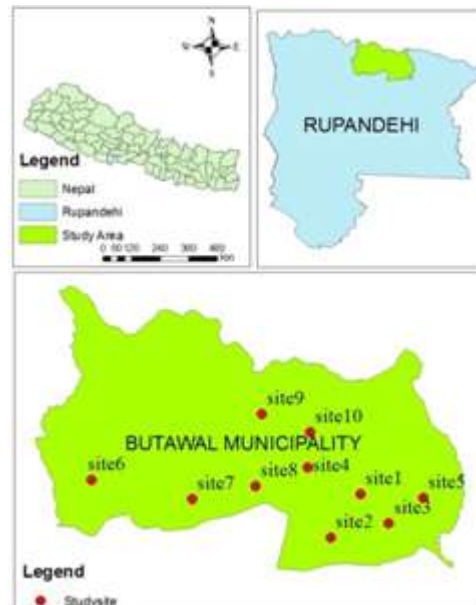 N
W E
S
Legend
Nepal
Rupandehi
Study Area
0 60 120 240 360 480
Km
RUPANDEHI
site9
site10
BUTAWAL MUNICIPALITY
site6
site4
site8
site7
site1
site5
site3
site2
Legend
Studysite